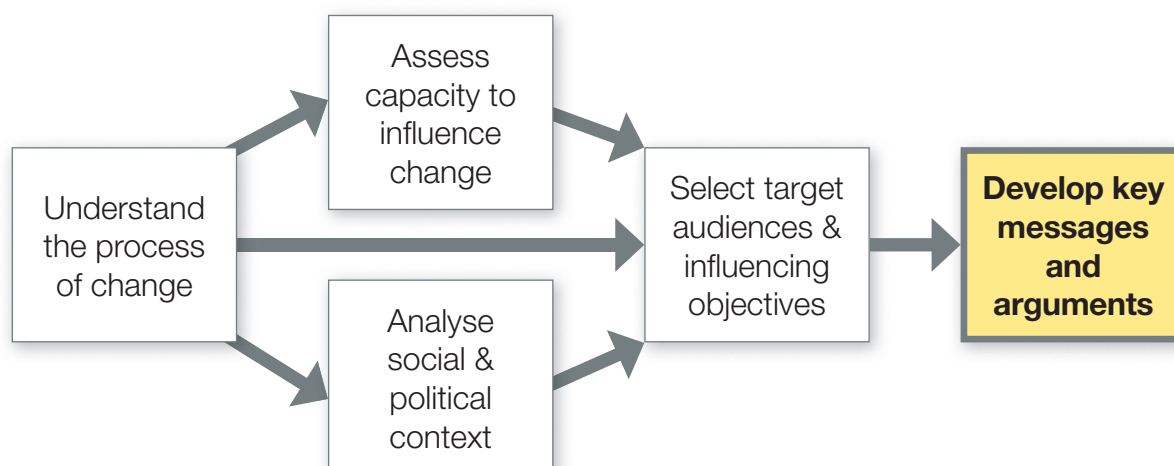 Understand
the process
of change
Assess
capacity to
influence
change
Analyse
social &
political
context
Select target
audiences &
influencing
objectives
Develop key
messages
and
arguments